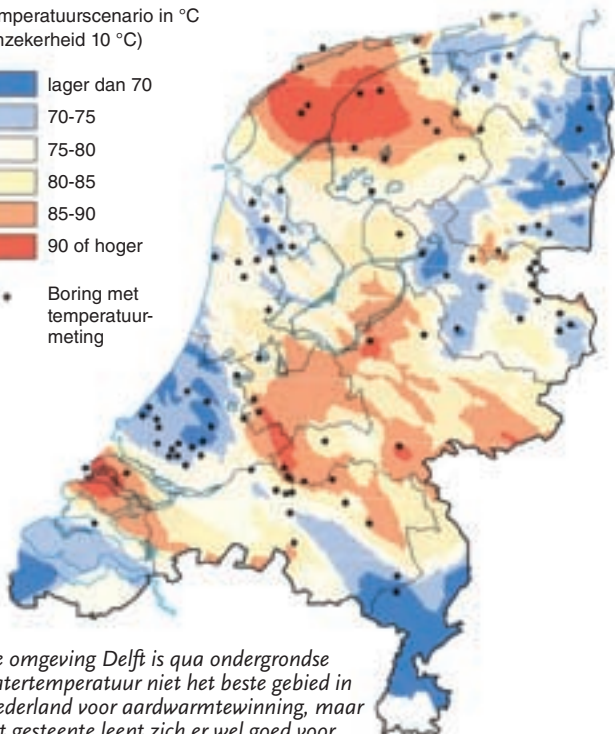 mperatuurscenario in °C
nzekerheid 10 °C)
lager dan 70
70-75
75-80
80-85
85-90
90 of hoger
Boring met
temperatuur-
meting
e omgeving Delft is qua ondergrondse
atertemperatuur niet het beste gebied in
ederland voor aardwarmtewinning, maar
t gesteente leent zich er wel goed voor